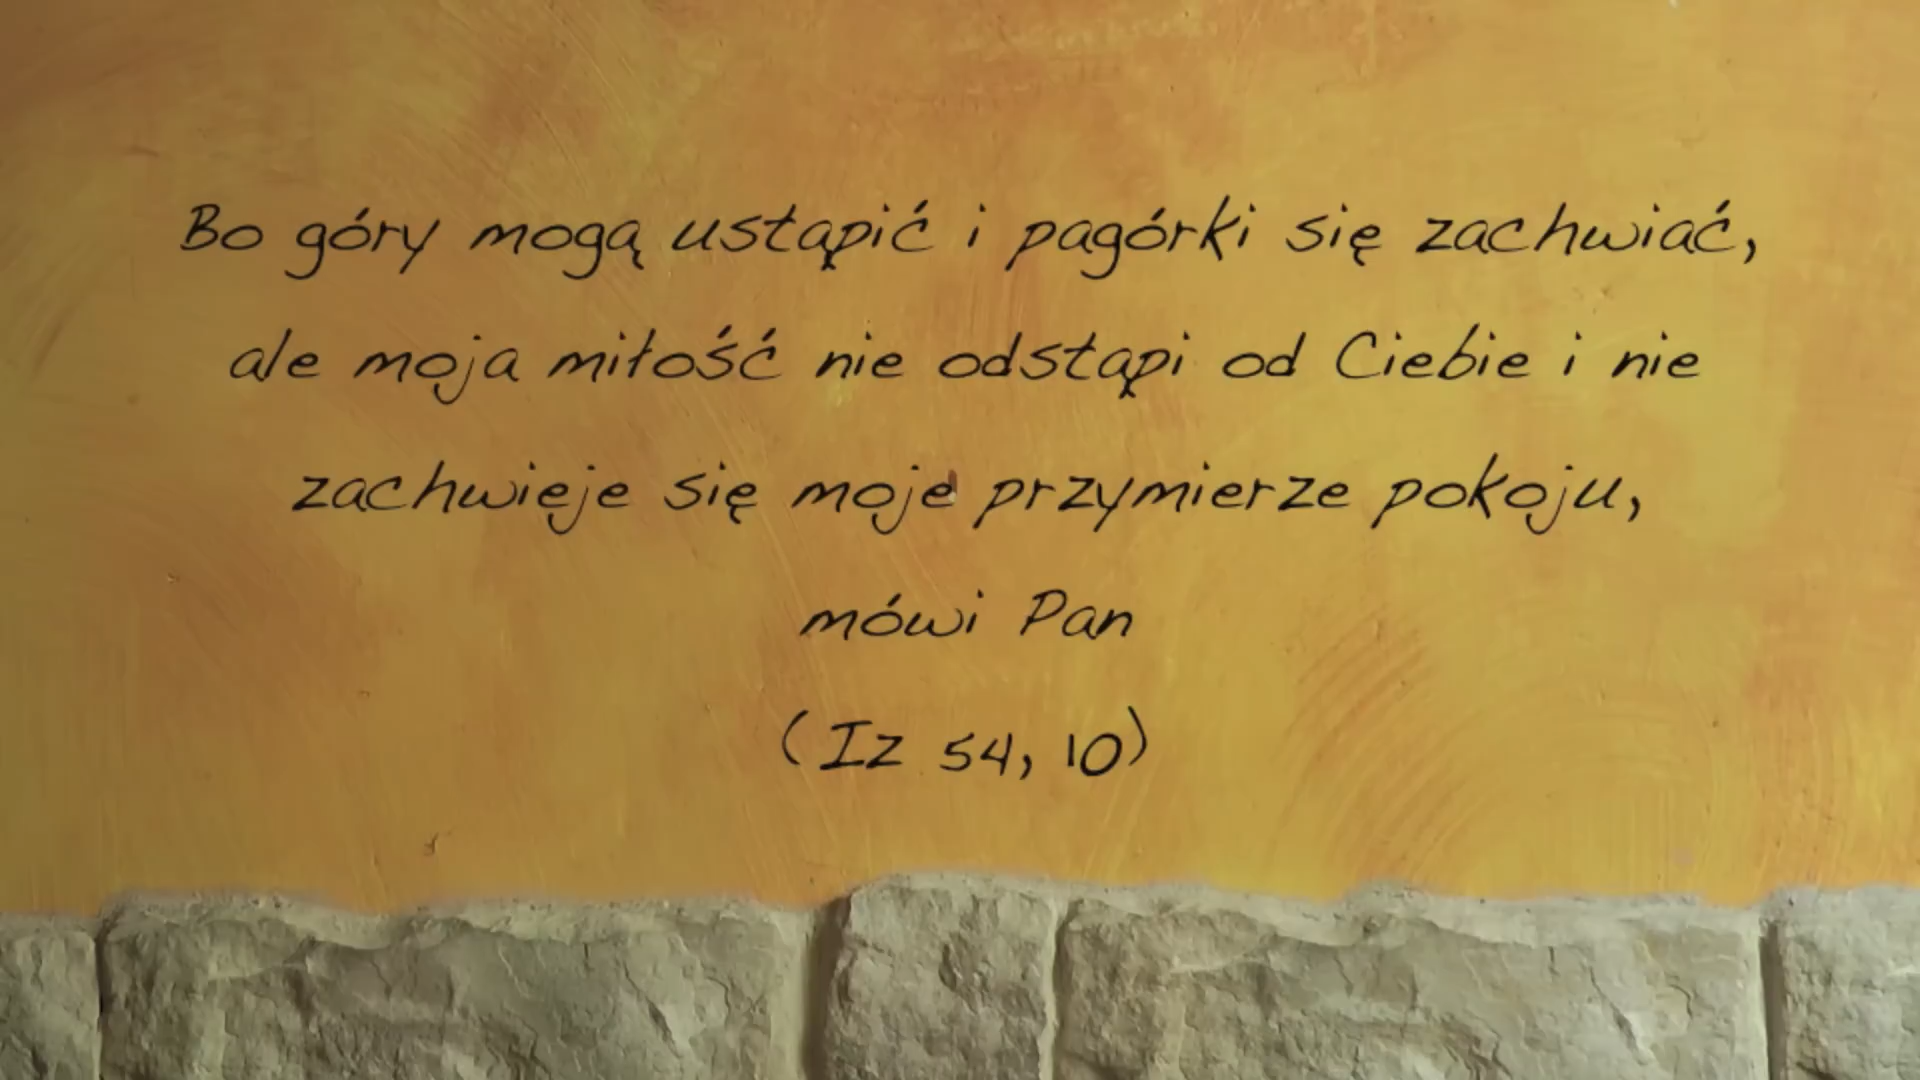 Bo góry mogą ustąpić i pagórki się zachwiać,
ale moja miłość nie odstąpi od Ciebie i nie
zachwieje się moje przymierze pokoju,
mówi Pan
(Iz 54, 10)